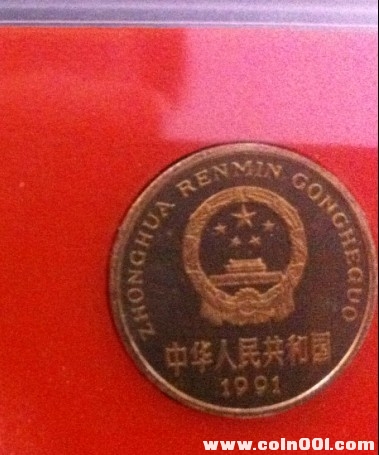 ZHONGHUA RENMIN GONGHEGUO
中华人民共和国
1991
www.coin001.com